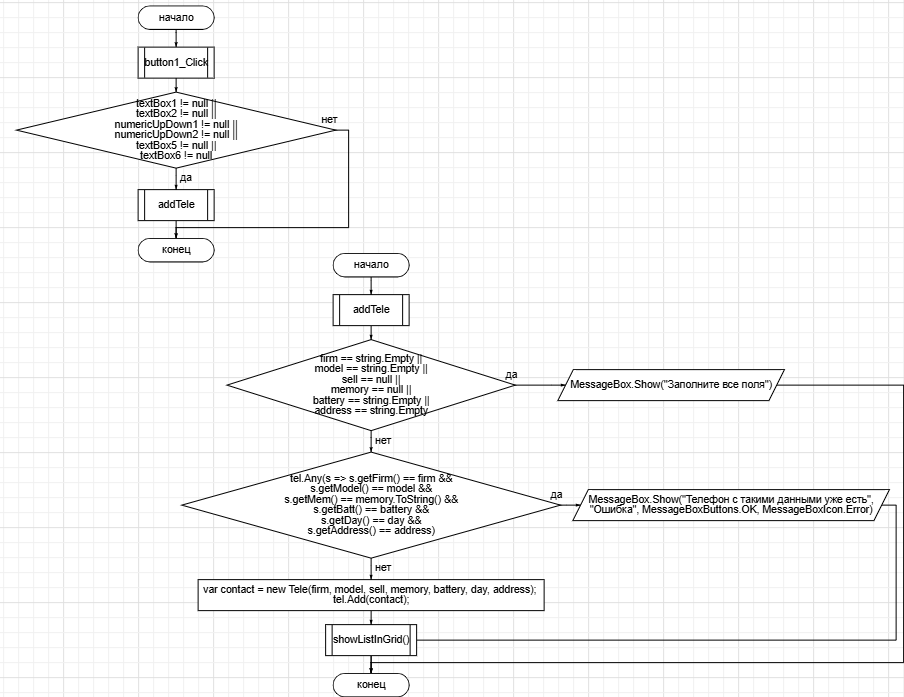 начало
button1_Click
textBox1 != null ||
textBox2 != null ||
numericUpDown1 != null ||
numericUpDown2 != null ||
textBox5 != null ||
textBox6 != null
нет
да
addTele
конец
начало
addTele
firm == string.Empty ||
model == string.Empty ||
sell == null ||
memory == null ||
battery == string.Empty ||
address == string.Empty
да
MessageBox.Show("Заполните все поля")
нет
tel.Any(s => s.getFirm() == firm &&
s.getModel() == model &&
s.getMem() == memory.ToString() &&
s.getBatt() == battery &&
s.getDay() == day &&
s.getAddress() == address)
да
MessageBox.Show("Телефон с такими данными уже есть",
"Ошибка", MessageBoxButtons.OK, MessageBoxIcon.Error)
нет
var contact = new Tele(firm, model, sell, memory, battery, day, address);
tel.Add(contact);
showListInGrid()
конец